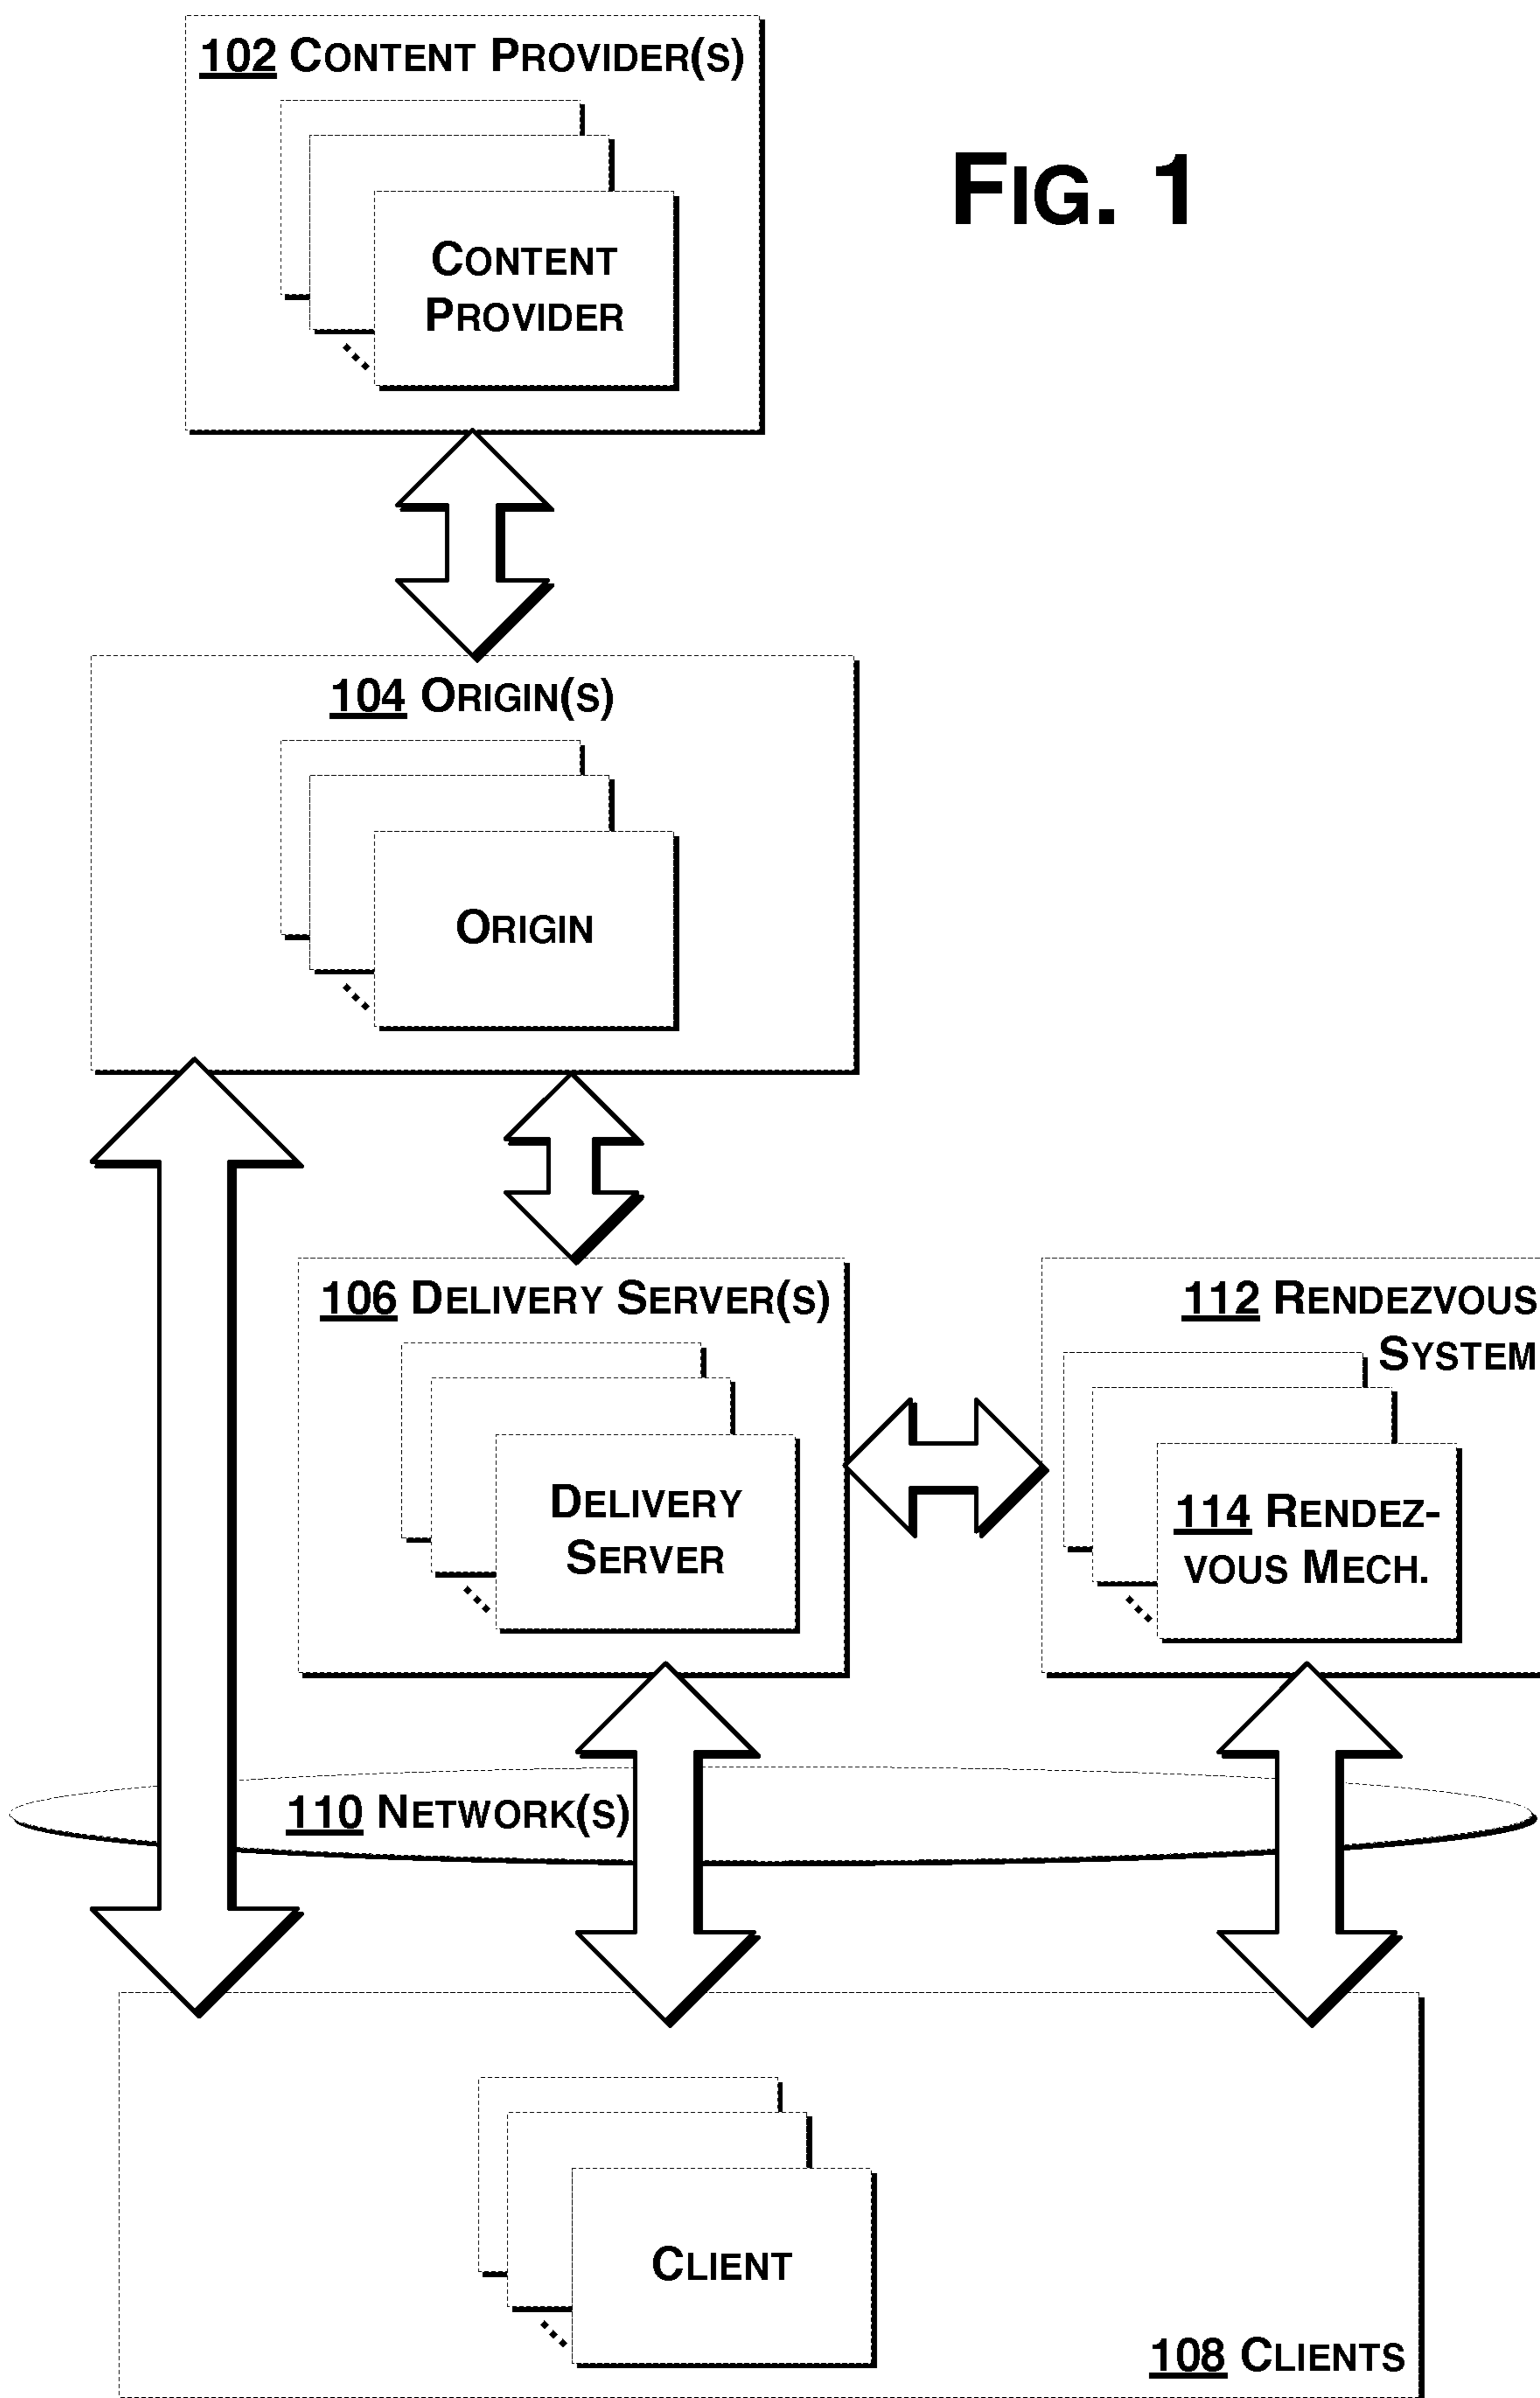 102 CONTENT PROVIDER(S)
FIG. 1
CONTENT
PROVIDER
104 ORIGIN(S)
ORIGIN
106 DELIVERY SERVER(S)
DELIVERY
SERVER
112 RENDEZVOUS
SYSTEM
114 RENDEZ-
VOUS MECH.
110 NETWORK(S)
CLIENT
108 CLIENTS